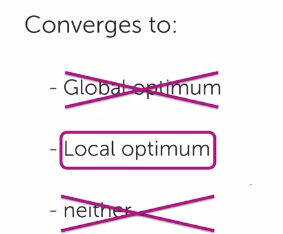 Converges to:
- Global optimum
- Local optimum
- neither